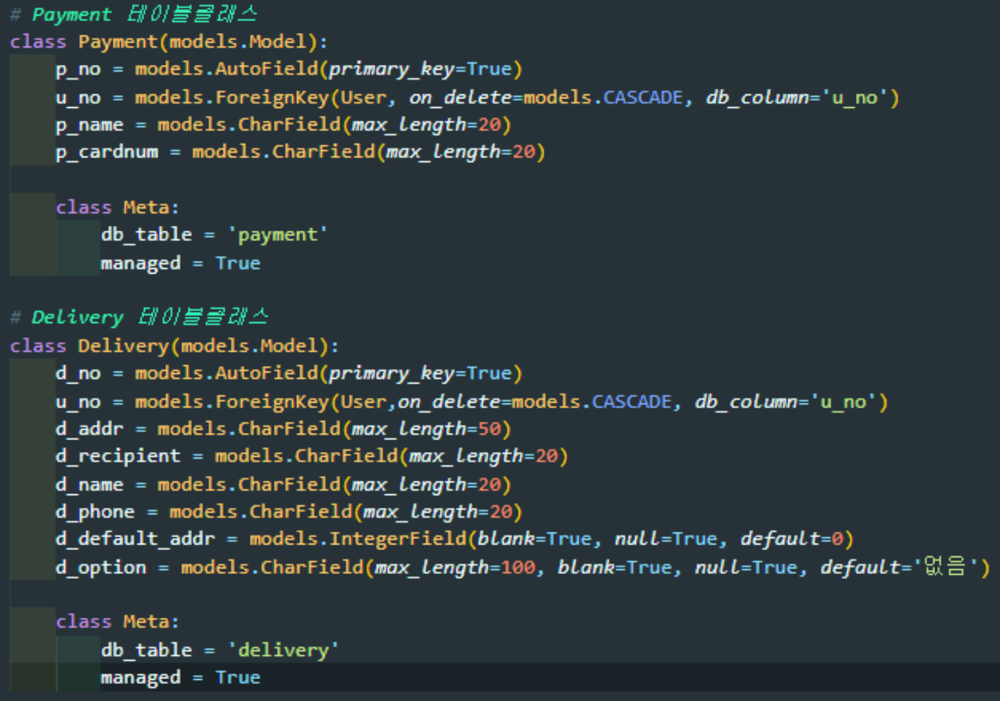 # Payment 테이블클래스
class Payment(models.Model):
    p_no = models.AutoField(primary_key=True)
    u_no = models.ForeignKey(User, on_delete=models.CASCADE, db_column='u_no')
    p_name = models.CharField(max_length=20)
    p_cardnum = models.CharField(max_length=20)
    class Meta:
        db_table = 'payment'
        managed = True
# Delivery 테이블클래스
class Delivery(models.Model):
    d_no = models.AutoField(primary_key=True)
    u_no = models.ForeignKey(User,on_delete=models.CASCADE, db_column='u_no')
    d_addr = models.CharField(max_length=50)
    d_recipient = models.CharField(max_length=20)
    d_name = models.CharField(max_length=20)
    d_phone = models.CharField(max_length=20)
    d_default_addr = models.IntegerField(blank=True, null=True, default=0)
    d_option = models.CharField(max_length=100, blank=True, null=True, default='없음')
    class Meta:
        db_table = 'delivery'
        managed = True